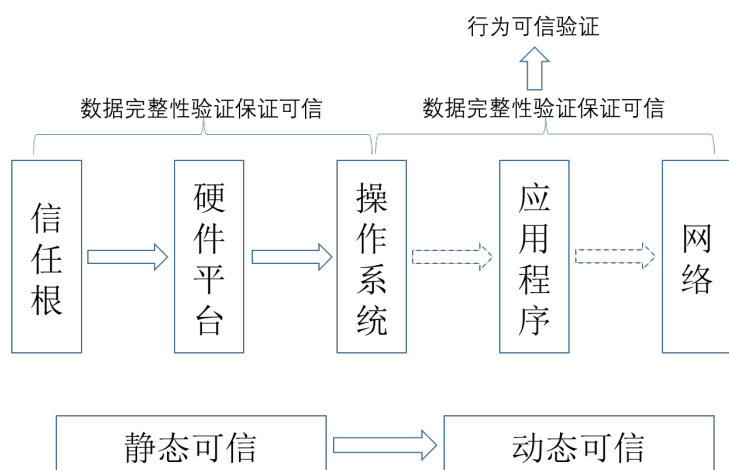 行为可信验证
数据完整性验证保证可信
数据完整性验证保证可信
信任根
硬件平台
操作系统
应用程序
网络
静态可信
动态可信